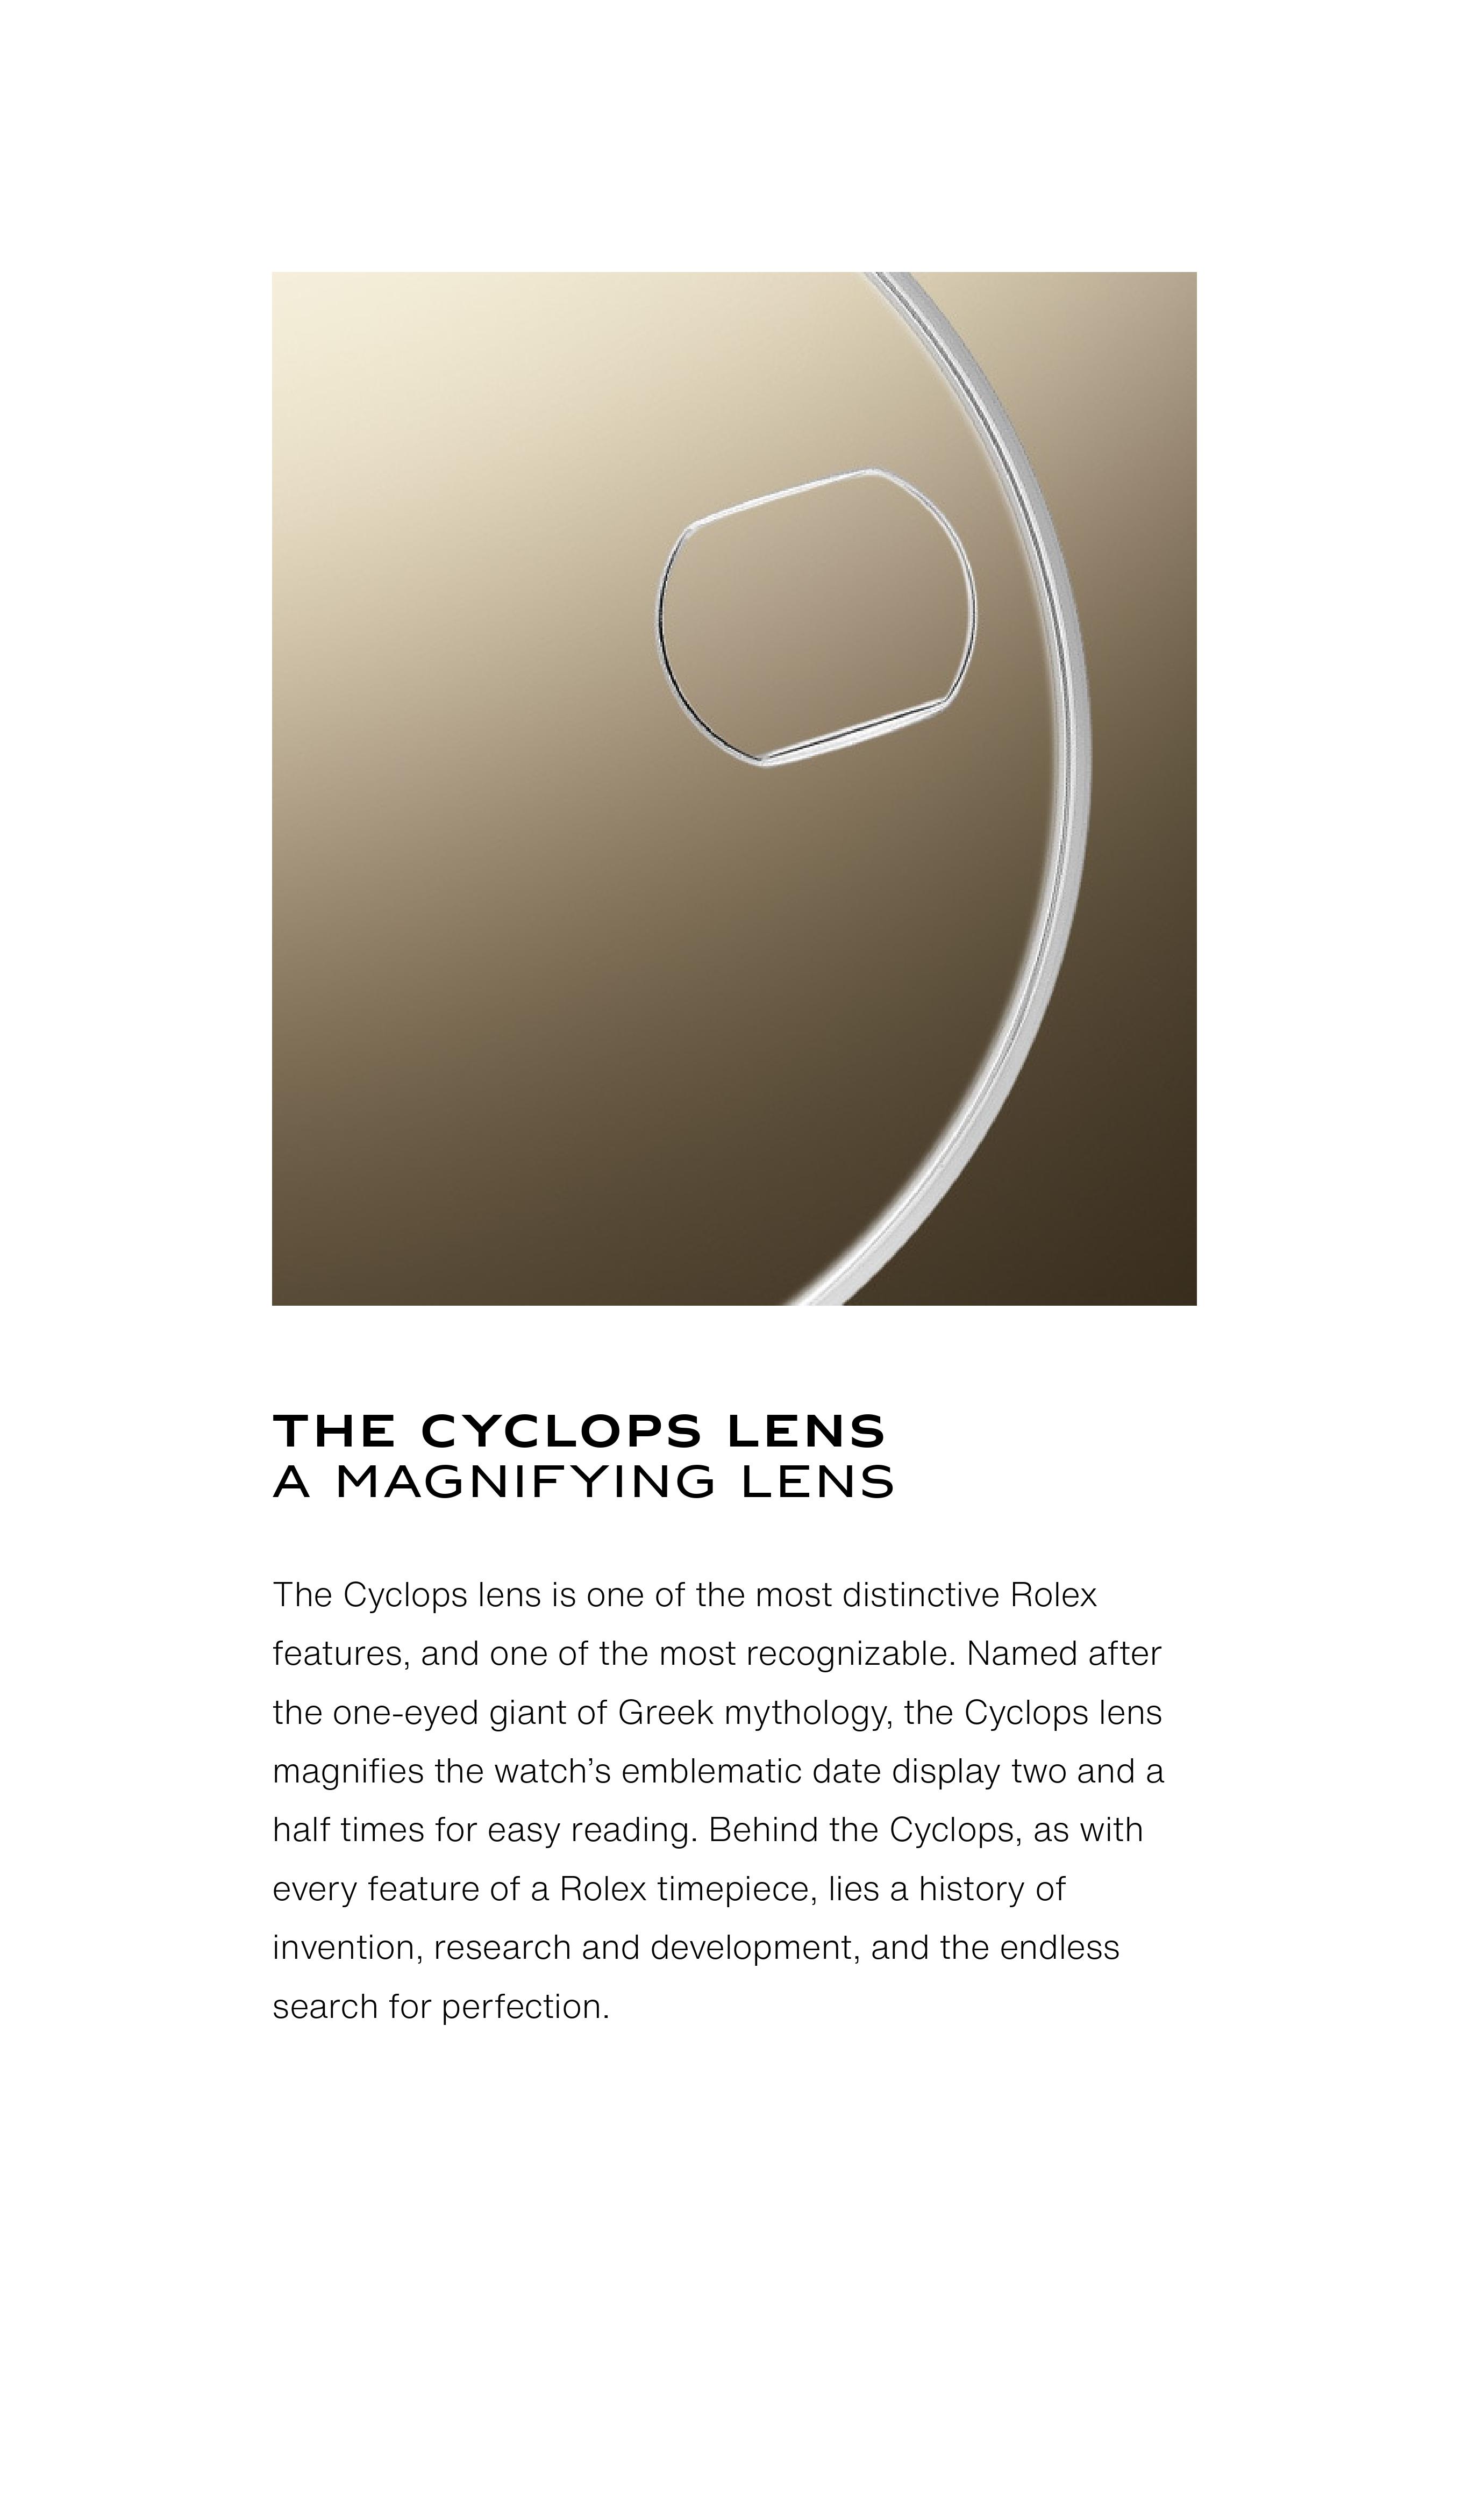 THE CYCLOPS LENS
A MAGNIFYING LENS
The Cyclops lens is one of the most distinctive Rolex
features, and one of the most recognizable. Named after
the one-eyed giant of Greek mythology, the Cyclops lens
magnifies the watch’s emblematic date display two and a
half times for easy reading. Behind the Cyclops, as with
every feature of a Rolex timepiece, lies a history of
invention, research and development, and the endless
search for perfection.